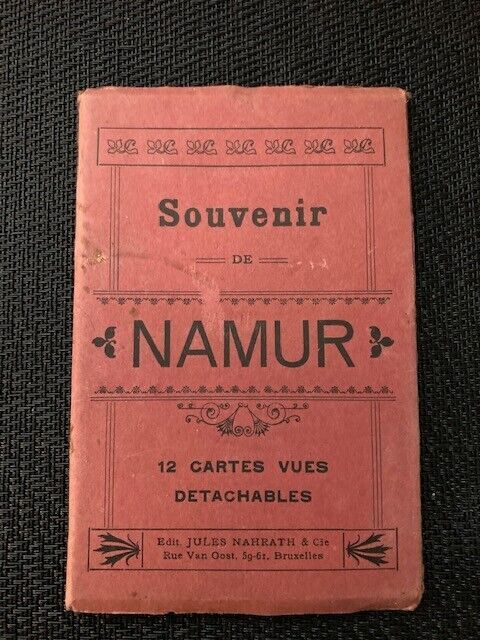 Souvenir
DE
NAMUR
12 CARTES VUES
DETACHABLES
Edit. JULES NAHRATH & Cie
Rue Van Oost, 59-61, Bruxelles